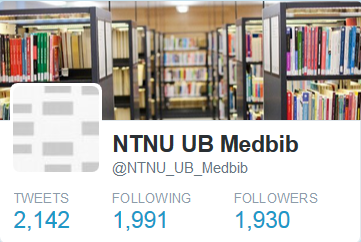 NTNU UB Medbib
@NTNU_UB_Medbib
TWEETS FOLLOWING FOLLOWERS
2,142 1,991 1,930